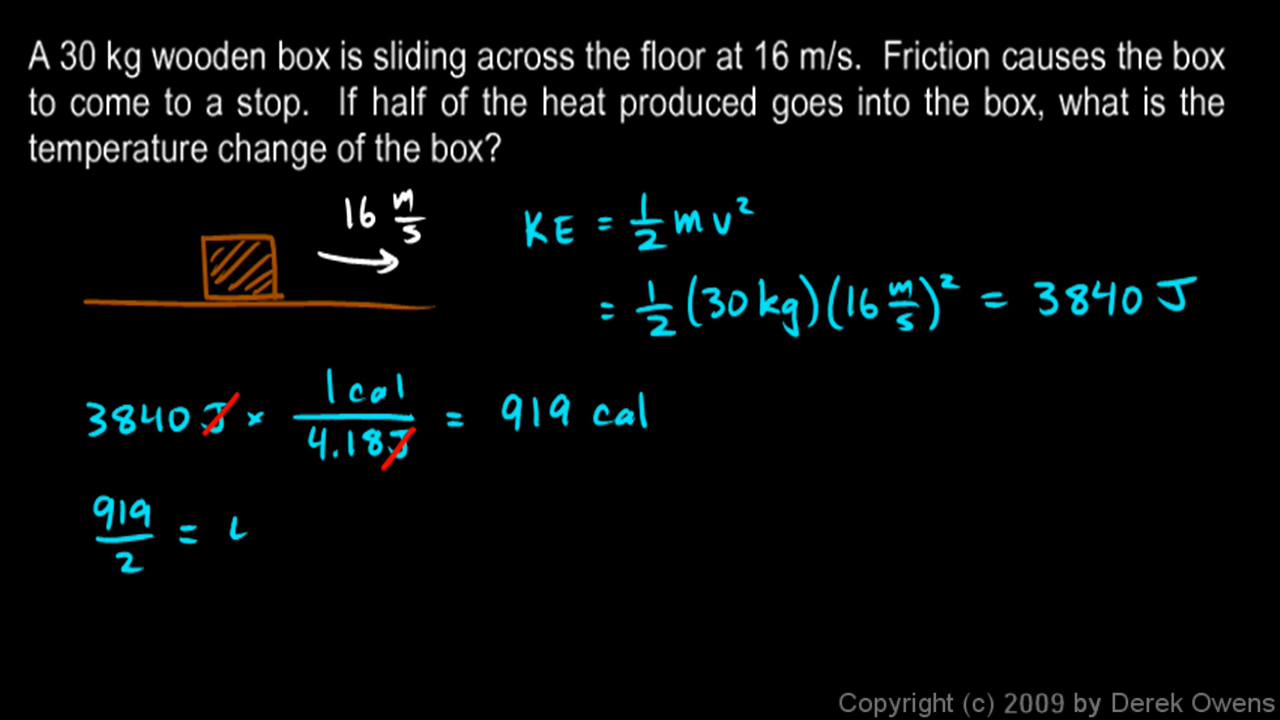 A 30 kg wooden box is sliding across the floor at 16 m/s. Friction causes the box
to come to a stop. If half of the heat produced goes into the box, what is the
temperature change of the box?
16 m/s
KE = 1/2 mv²
= 1/2 (30 kg)(16 m/s)² = 3840 J
3840 J × 1 cal/4.18 J = 919 cal
919/2 =
Copyright (c) 2009 by Derek Owens